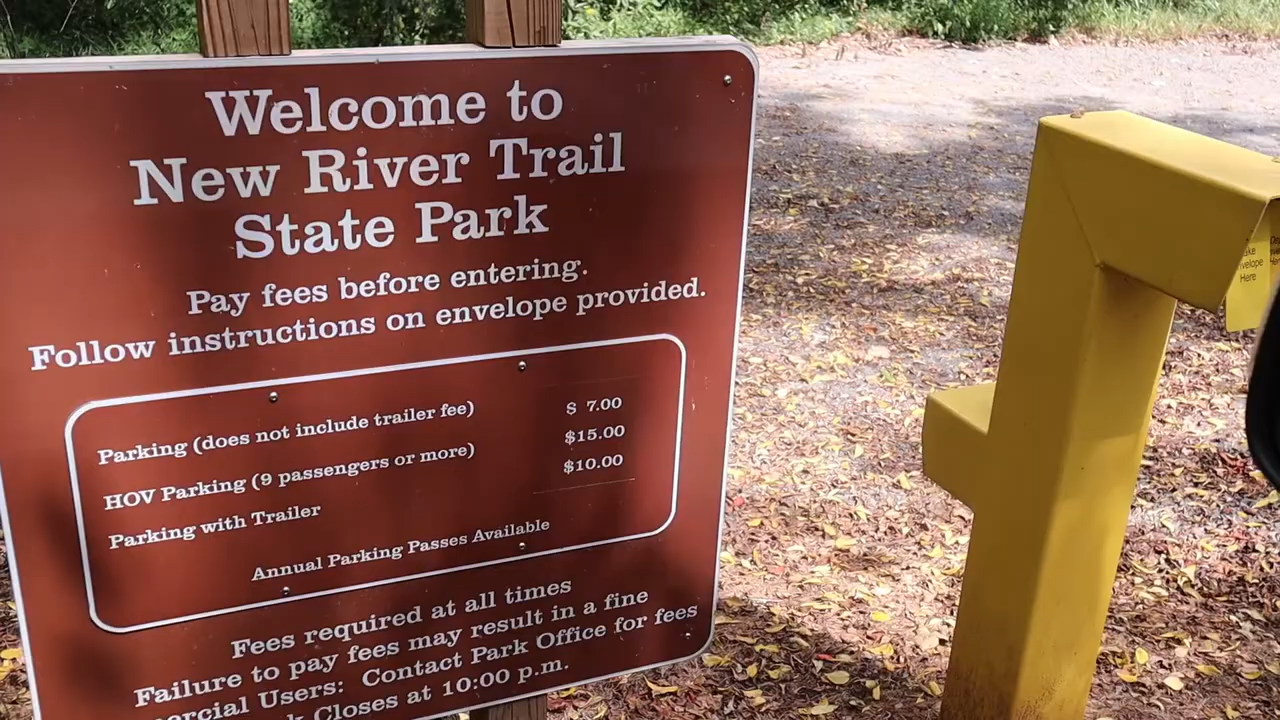 Welcome to
New River Trail
State Park
Pay fees before entering.
Follow instructions on envelope provided.
Parking (does not include trailer fee) $ 7.00
HOV Parking (9 passengers or more) $15.00
Parking with Trailer $10.00
Annual Parking Passes Available
Fees required at all times
Failure to pay fees may result in a fine
Users: Contact Park Office for fees
Closes at 10:00 p.m.
Here